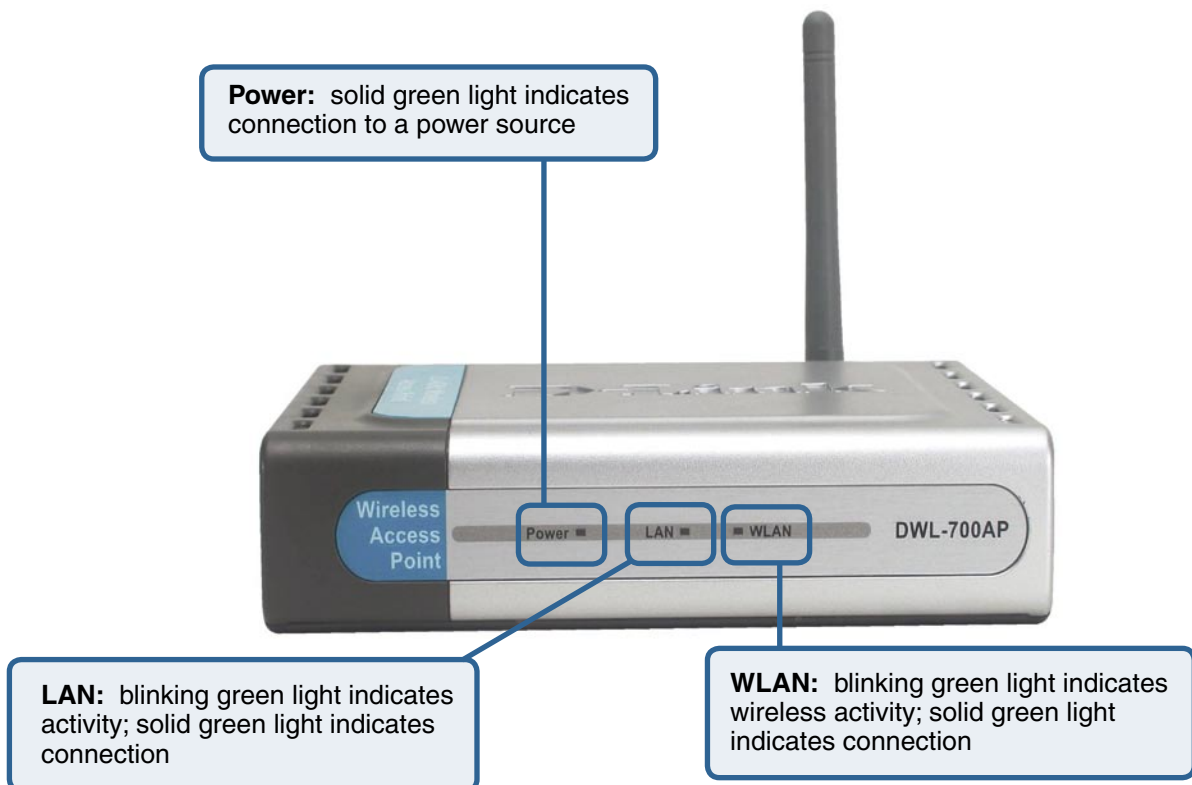 Power: solid green light indicates
connection to a power source
D-Link
Wireless
Access
Point
Power
LAN
WLAN
DWL-700AP
LAN: blinking green light indicates
activity; solid green light indicates
connection
WLAN: blinking green light indicates
wireless activity; solid green light
indicates connection